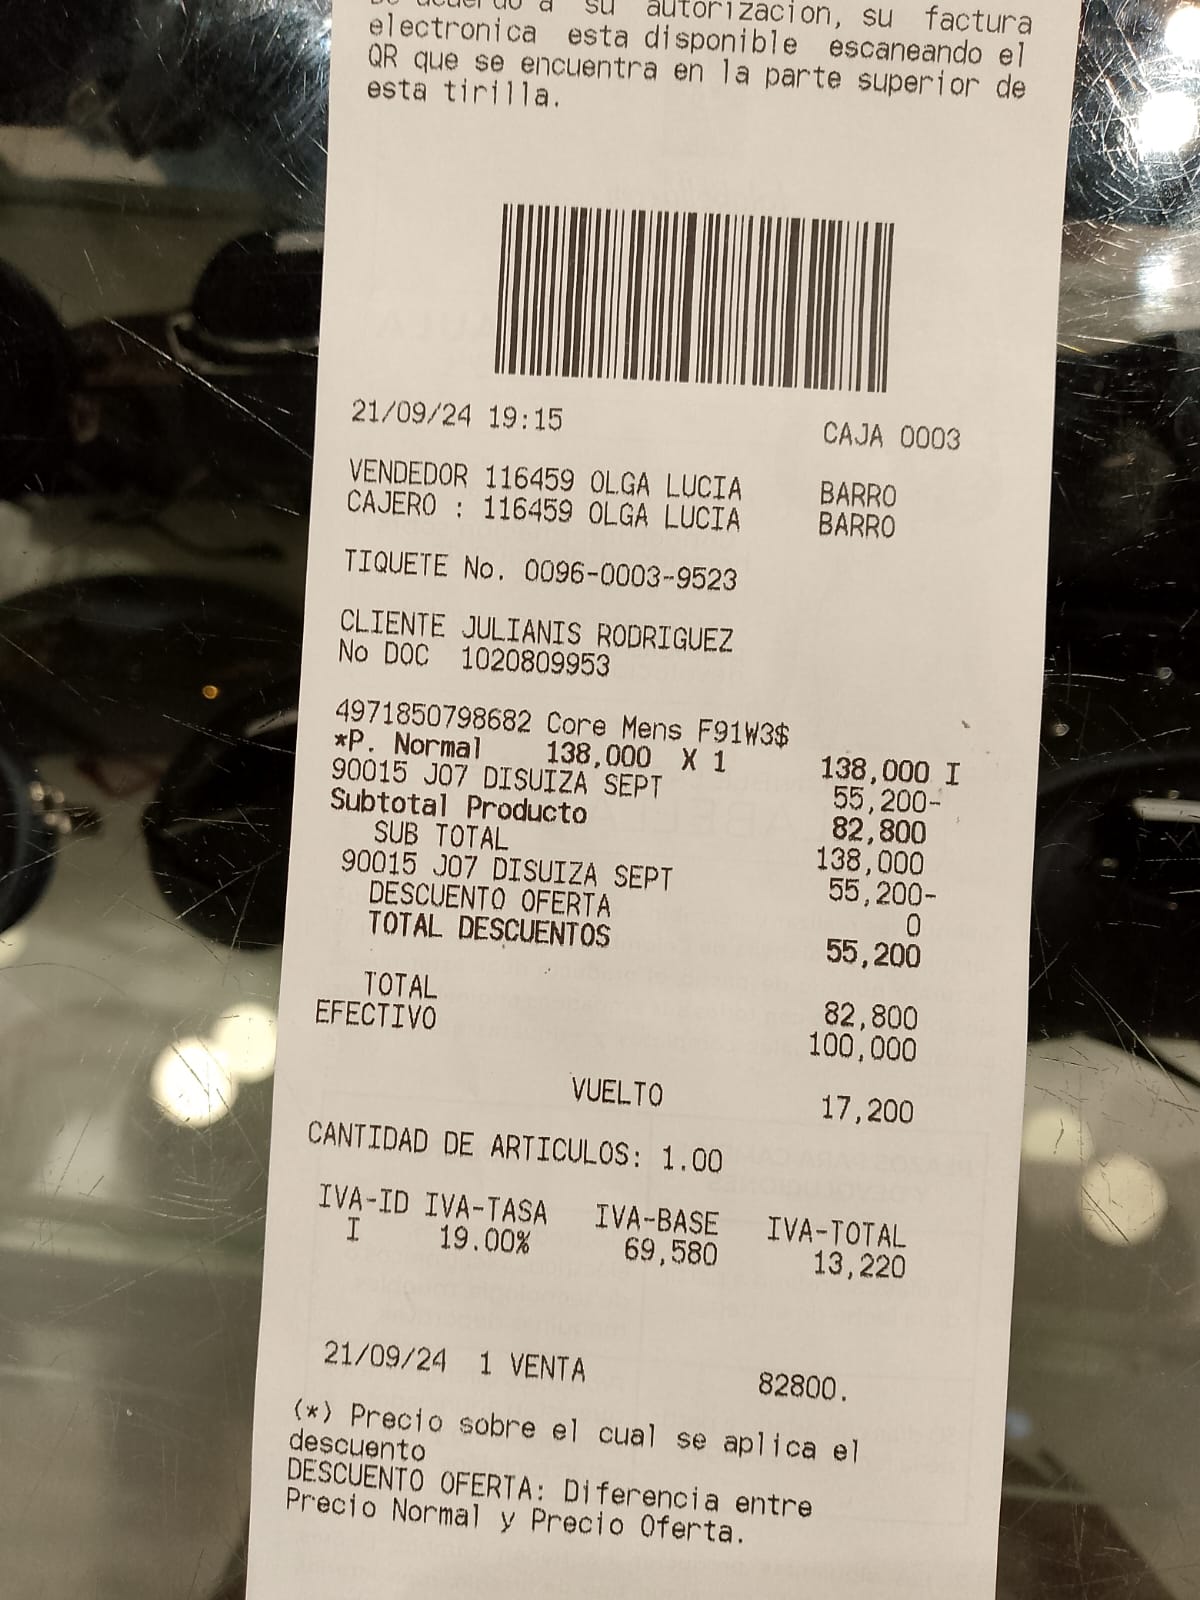 De acuerdo a su autorizacion, su factura
electronica esta disponible escaneando el
QR que se encuentra en la parte superior de
esta tirilla.
21/09/24 19:15 CAJA 0003
VENDEDOR 116459 OLGA LUCIA BARRO
CAJERO : 116459 OLGA LUCIA BARRO
TIQUETE No. 0096-0003-9523
CLIENTE JULIANIS RODRIGUEZ
No DOC 1020809953
4971850798682 Core Mens F91W3$
*P. Normal 138,000 X 1 138,000 I
90015 J07 DISUIZA SEPT 55,200-
Subtotal Producto 82,800
SUB TOTAL 138,000
90015 J07 DISUIZA SEPT 55,200-
DESCUENTO OFERTA 0
TOTAL DESCUENTOS 55,200
TOTAL 82,800
EFECTIVO 100,000
VUELTO 17,200
CANTIDAD DE ARTICULOS: 1.00
IVA-ID IVA-TASA IVA-BASE IVA-TOTAL
I 19.00% 69,580 13,220
21/09/24 1 VENTA 82800.
(*) Precio sobre el cual se aplica el
descuento
DESCUENTO OFERTA: Diferencia entre
Precio Normal y Precio Oferta.